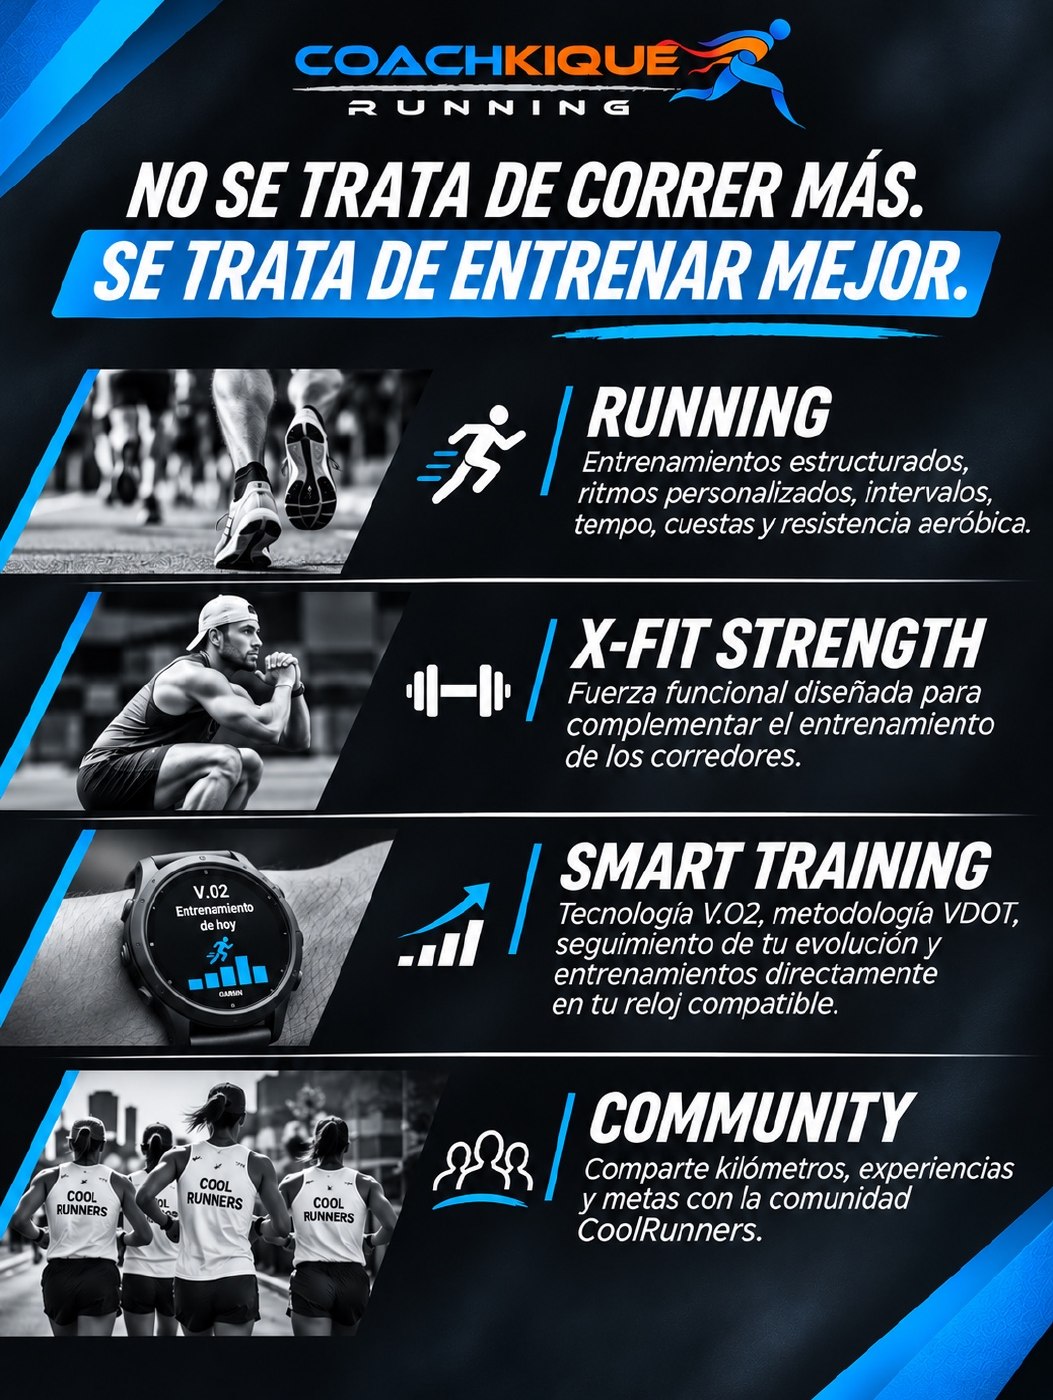 COACHKIQUE
RUNNING
NO SE TRATA DE CORRER MÁS.
SE TRATA DE ENTRENAR MEJOR.
RUNNING
Entrenamientos estructurados,
ritmos personalizados, intervalos,
tempo, cuestas y resistencia aeróbica.
X-FIT STRENGTH
Fuerza funcional diseñada para
complementar el entrenamiento
de los corredores.
V.02
Entrenamiento
de hoy
GARMIN
SMART TRAINING
Tecnología V.O2, metodología VDOT,
seguimiento de tu evolución y
entrenamientos directamente
en tu reloj compatible.
COOL
RUNNERS
COOL
RUNNERS
COOL
RUNNERS
COMMUNITY
Comparte kilómetros, experiencias
y metas con la comunidad
CoolRunners.